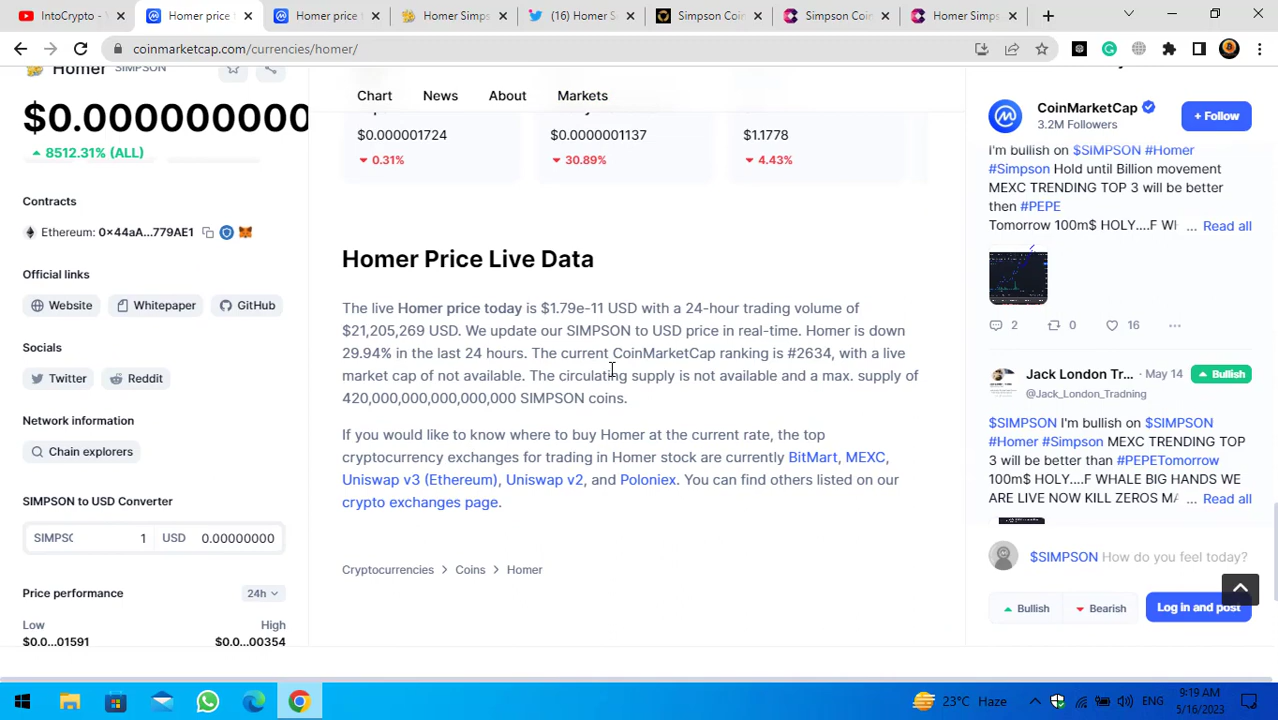 IntoCrypto -
Homer price
Homer price
Homer Simps
(16) Homer S
Simpson Coi
Simpson Coi
Homer Simps
coinmarketcap.com/currencies/homer/
Homer SIMPSON
$0.000000000
8512.31% (ALL)
Contracts
Ethereum: 0x44aA...779AE1
Official links
Website
Whitepaper
GitHub
Socials
Twitter
Reddit
Network information
Chain explorers
SIMPSON to USD Converter
SIMPSO 1 USD 0.00000000
Price performance
24h
Low High
$0.0...01591 $0.0...00354
Chart News About Markets
$0.000001724 $0.0000001137 $1.1778
0.31% 30.89% 4.43%
Homer Price Live Data
The live Homer price today is $1.79e-11 USD with a 24-hour trading volume of
$21,205,269 USD. We update our SIMPSON to USD price in real-time. Homer is down
29.94% in the last 24 hours. The current CoinMarketCap ranking is #2634, with a live
market cap of not available. The circulating supply is not available and a max. supply of
420,000,000,000,000,000 SIMPSON coins.
If you would like to know where to buy Homer at the current rate, the top
cryptocurrency exchanges for trading in Homer stock are currently BitMart, MEXC,
Uniswap v3 (Ethereum), Uniswap v2, and Poloniex. You can find others listed on our
crypto exchanges page.
Cryptocurrencies > Coins > Homer
CoinMarketCap
3.2M Followers
+ Follow
I'm bullish on $SIMPSON #Homer
#Simpson Hold until Billion movement
MEXC TRENDING TOP 3 will be better
then #PEPE
Tomorrow 100m$ HOLY....F WH ... Read all
2 0 16 ...
Jack London Tr... · May 14
Bullish
@Jack_London_Tradning
$SIMPSON I'm bullish on $SIMPSON
#Homer #Simpson MEXC TRENDING TOP
3 will be better than #PEPETomorrow
100m$ HOLY....F WHALE BIG HANDS WE
ARE LIVE NOW KILL ZEROS MA ... Read all
$SIMPSON How do you feel today?
Bullish
Bearish
Log in and post
23°C Haze
ENG
9:19 AM
5/16/2023